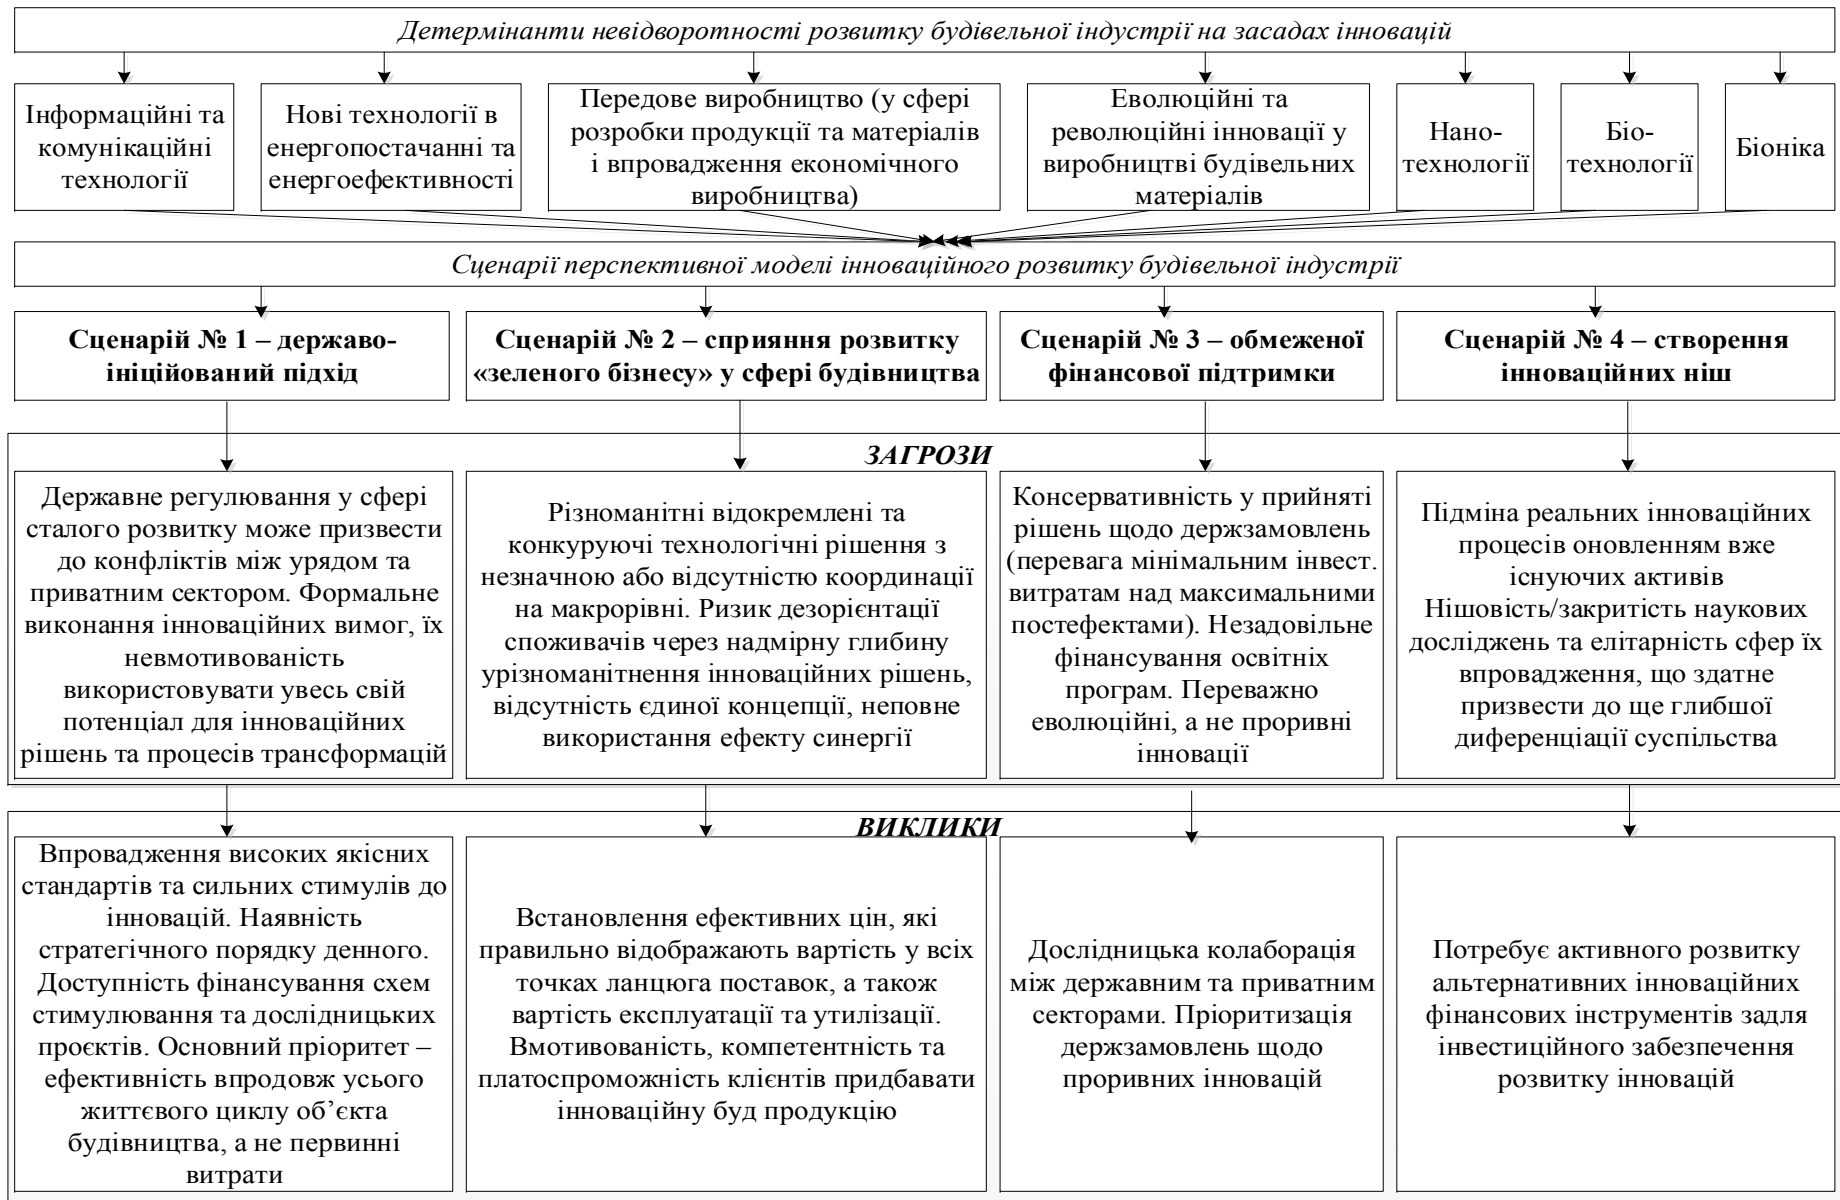 Детермінанти невідворотності розвитку будівельної індустрії на засадах інновацій
Інформаційні та
комунікаційні
технології
Нові технології в
енергопостачанні та
енергоефективності
Передове виробництво (у сфері
розробки продукції та матеріалів
і впровадження економічного
виробництва)
Еволюційні та
революційні інновації у
виробництві будівельних
матеріалів
Нано-
технології
Біо-
технології
Біоніка
Сценарії перспективної моделі інноваційного розвитку будівельної індустрії
Сценарій № 1 – державо-
ініційований підхід
Сценарій № 2 – сприяння розвитку
«зеленого бізнесу» у сфері будівництва
Сценарій № 3 – обмеженої
фінансової підтримки
Сценарій № 4 – створення
інноваційних ніш
ЗАГРОЗИ
Державне регулювання у сфері
сталого розвитку може призвести
до конфліктів між урядом та
приватним сектором. Формальне
виконання інноваційних вимог, їх
невмотивованість
використовувати увесь свій
потенціал для інноваційних
рішень та процесів трансформацій
Різноманітні відокремлені та
конкуруючі технологічні рішення з
незначною або відсутністю координації
на макрорівні. Ризик дезорієнтації
споживачів через надмірну глибину
урізноманітнення інноваційних рішень,
відсутність єдиної концепції, неповне
використання ефекту синергії
Консервативність у прийняті
рішень щодо держзамовлень
(перевага мінімальним інвест.
витратам над максимальними
постефектами). Незадовільне
фінансування освітніх
програм. Переважно
еволюційні, а не проривні
інновації
Підміна реальних інноваційних
процесів оновленням вже
існуючих активів
Нішовість/закритість наукових
досліджень та елітарність сфер їх
впровадження, що здатне
призвести до ще глибшої
диференціації суспільства
ВИКЛИКИ
Впровадження високих якісних
стандартів та сильних стимулів до
інновацій. Наявність
стратегічного порядку денного.
Доступність фінансування схем
стимулювання та дослідницьких
проєктів. Основний пріоритет –
ефективність впродовж усього
життєвого циклу об’єкта
будівництва, а не первинні
витрати
Встановлення ефективних цін, які
правильно відображають вартість у всіх
точках ланцюга поставок, а також
вартість експлуатації та утилізації.
Вмотивованість, компетентність та
платоспроможність клієнтів придбавати
інноваційну буд продукцію
Дослідницька колаборація
між державним та приватним
секторами. Пріоритизація
держзамовлень щодо
проривних інновацій
Потребує активного розвитку
альтернативних інноваційних
фінансових інструментів задля
інвестиційного забезпечення
розвитку інновацій